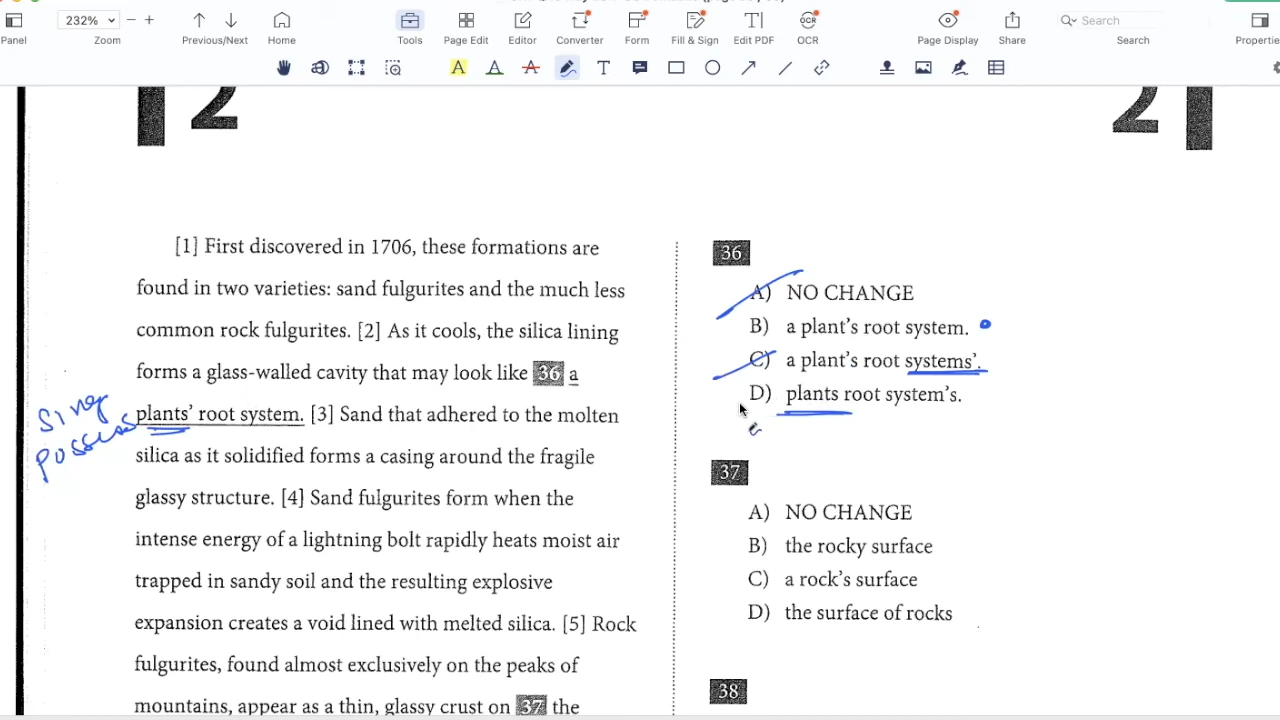 232%
Search
Panel
Zoom
Previous/Next
Home
Tools
Page Edit
Editor
Converter
Form
Fill & Sign
Edit PDF
OCR
OCR
Page Display
Share
Search
[1] First discovered in 1706, these formations are
found in two varieties: sand fulgurites and the much less
common rock fulgurites. [2] As it cools, the silica lining
forms a glass-walled cavity that may look like 36 a
plants’ root system. [3] Sand that adhered to the molten
silica as it solidified forms a casing around the fragile
glassy structure. [4] Sand fulgurites form when the
intense energy of a lightning bolt rapidly heats moist air
trapped in sandy soil and the resulting explosive
expansion creates a void lined with melted silica. [5] Rock
fulgurites, found almost exclusively on the peaks of
mountains, appear as a thin, glassy crust on 37 the
sing
possess
36
A) NO CHANGE
B) a plant’s root system.
C) a plant’s root systems’.
D) plants root system’s.
37
A) NO CHANGE
B) the rocky surface
C) a rock’s surface
D) the surface of rocks
38